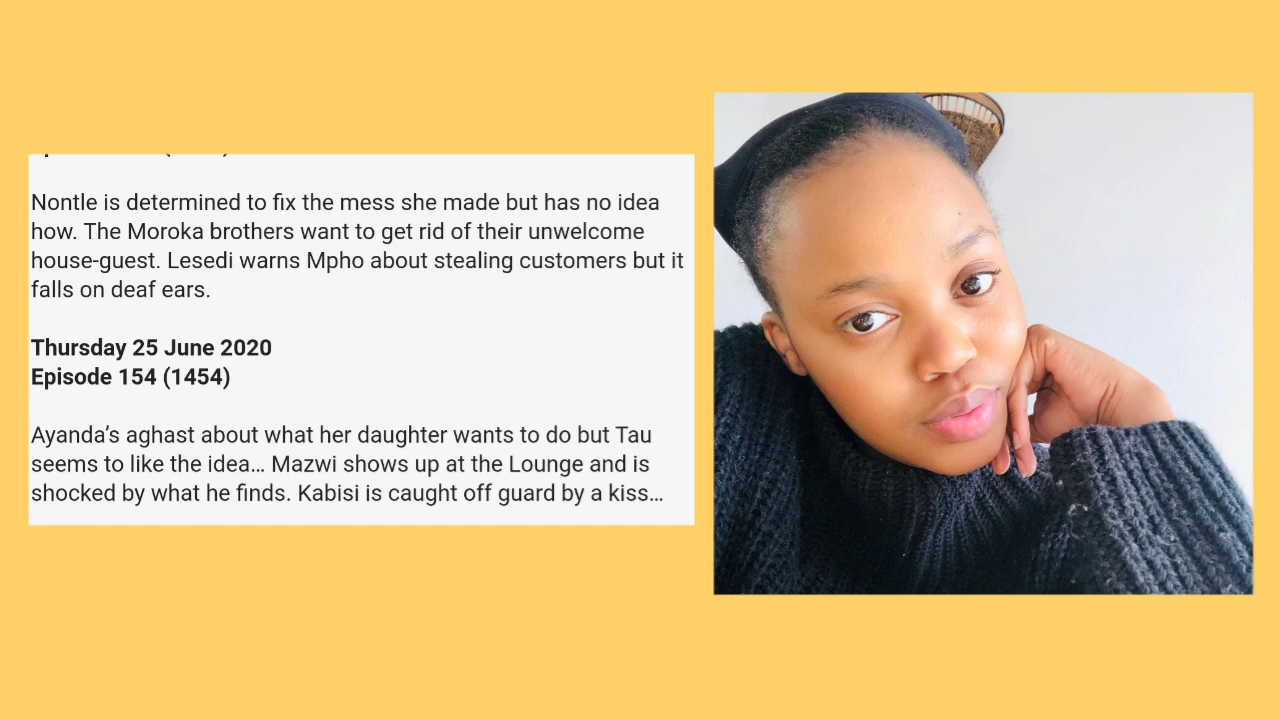 Nontle is determined to fix the mess she made but has no idea
how. The Moroka brothers want to get rid of their unwelcome
house-guest. Lesedi warns Mpho about stealing customers but it
falls on deaf ears.
Thursday 25 June 2020
Episode 154 (1454)
Ayanda’s aghast about what her daughter wants to do but Tau
seems to like the idea… Mazwi shows up at the Lounge and is
shocked by what he finds. Kabisi is caught off guard by a kiss…